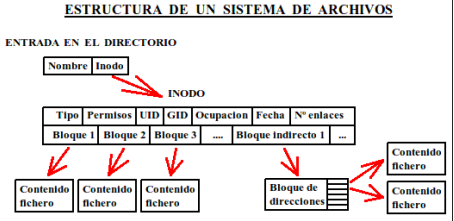 ESTRUCTURA DE UN SISTEMA DE ARCHIVOS
ENTRADA EN EL DIRECTORIO
Nombre Inodo
INODO
Tipo Permisos UID GID Ocupacion Fecha Nº enlaces
Bloque 1 Bloque 2 Bloque 3 .... Bloque indirecto 1 ...
Contenido
fichero
Contenido
fichero
Contenido
fichero
Bloque de
direcciones
Contenido
fichero
Contenido
fichero